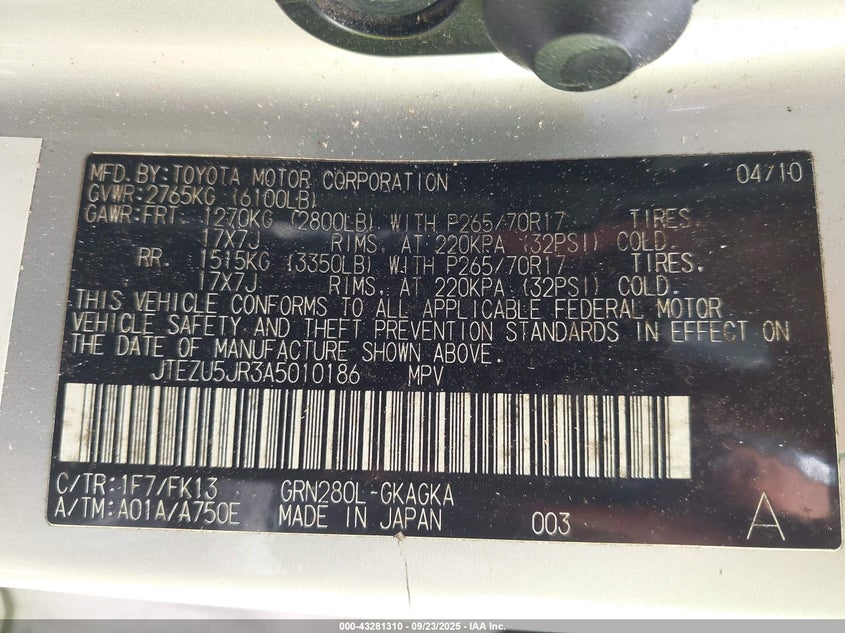 MFD.BY:TOYOTA MOTOR CORPORATION 04/10
GVWR:2765KG (6100LB)
GAWR:FRT. 1270KG (2800LB) WITH P265/70R17 TIRES.
17X7J RIMS. AT 220KPA (32PSI) COLD.
RR. 1515KG (3350LB) WITH P265/70R17 TIRES.
17X7J RIMS. AT 220KPA (32PSI) COLD.
THIS VEHICLE CONFORMS TO ALL APPLICABLE FEDERAL MOTOR
VEHICLE SAFETY AND THEFT PREVENTION STANDARDS IN EFFECT ON
THE DATE OF MANUFACTURE SHOWN ABOVE.
JTEZU5JR3A5010186 MPV
C/TR:1F7/FK13 GRN280L-GKAGKA
A/TM:A01A/A750E MADE IN JAPAN 003 A
000-43281310 | 09/23/2025 - IAA Inc.